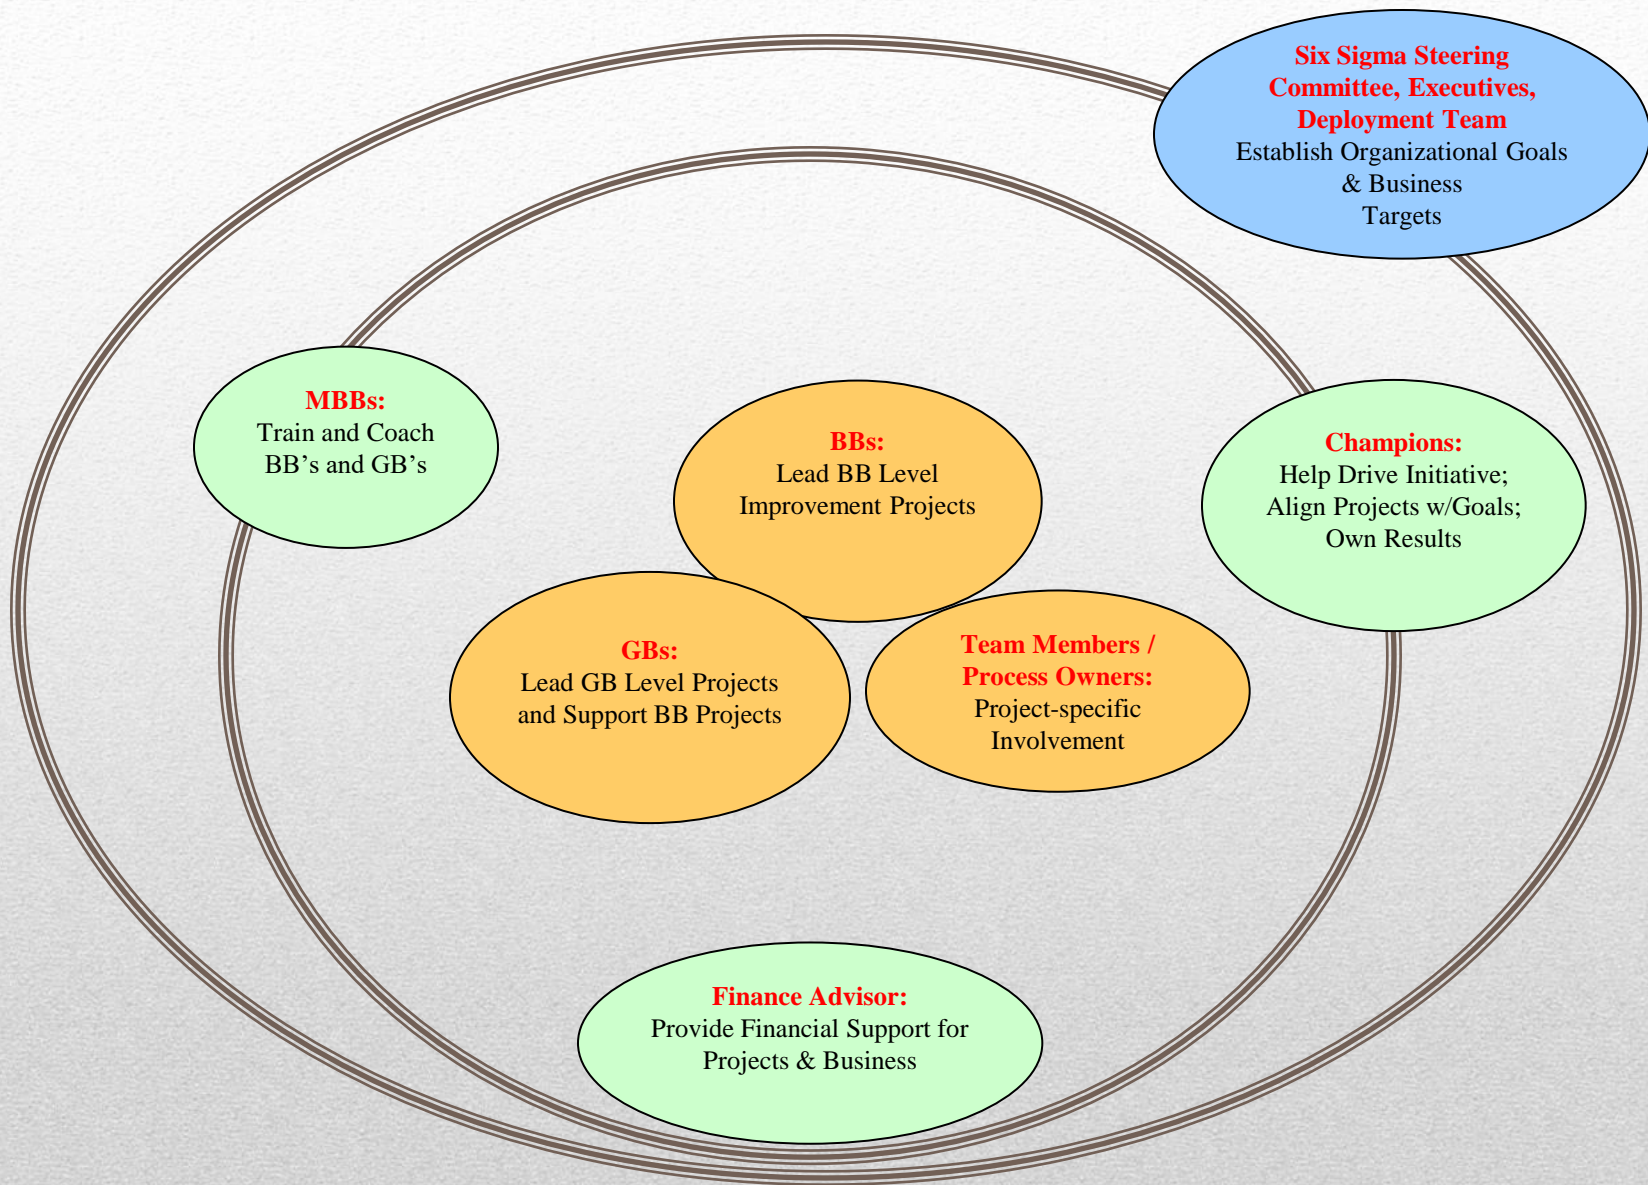 Six Sigma Steering
Committee, Executives,
Deployment Team
Establish Organizational Goals
& Business
Targets
MBBs:
Train and Coach
BB’s and GB’s
BBs:
Lead BB Level
Improvement Projects
Champions:
Help Drive Initiative;
Align Projects w/Goals;
Own Results
GBs:
Lead GB Level Projects
and Support BB Projects
Team Members /
Process Owners:
Project-specific
Involvement
Finance Advisor:
Provide Financial Support for
Projects & Business